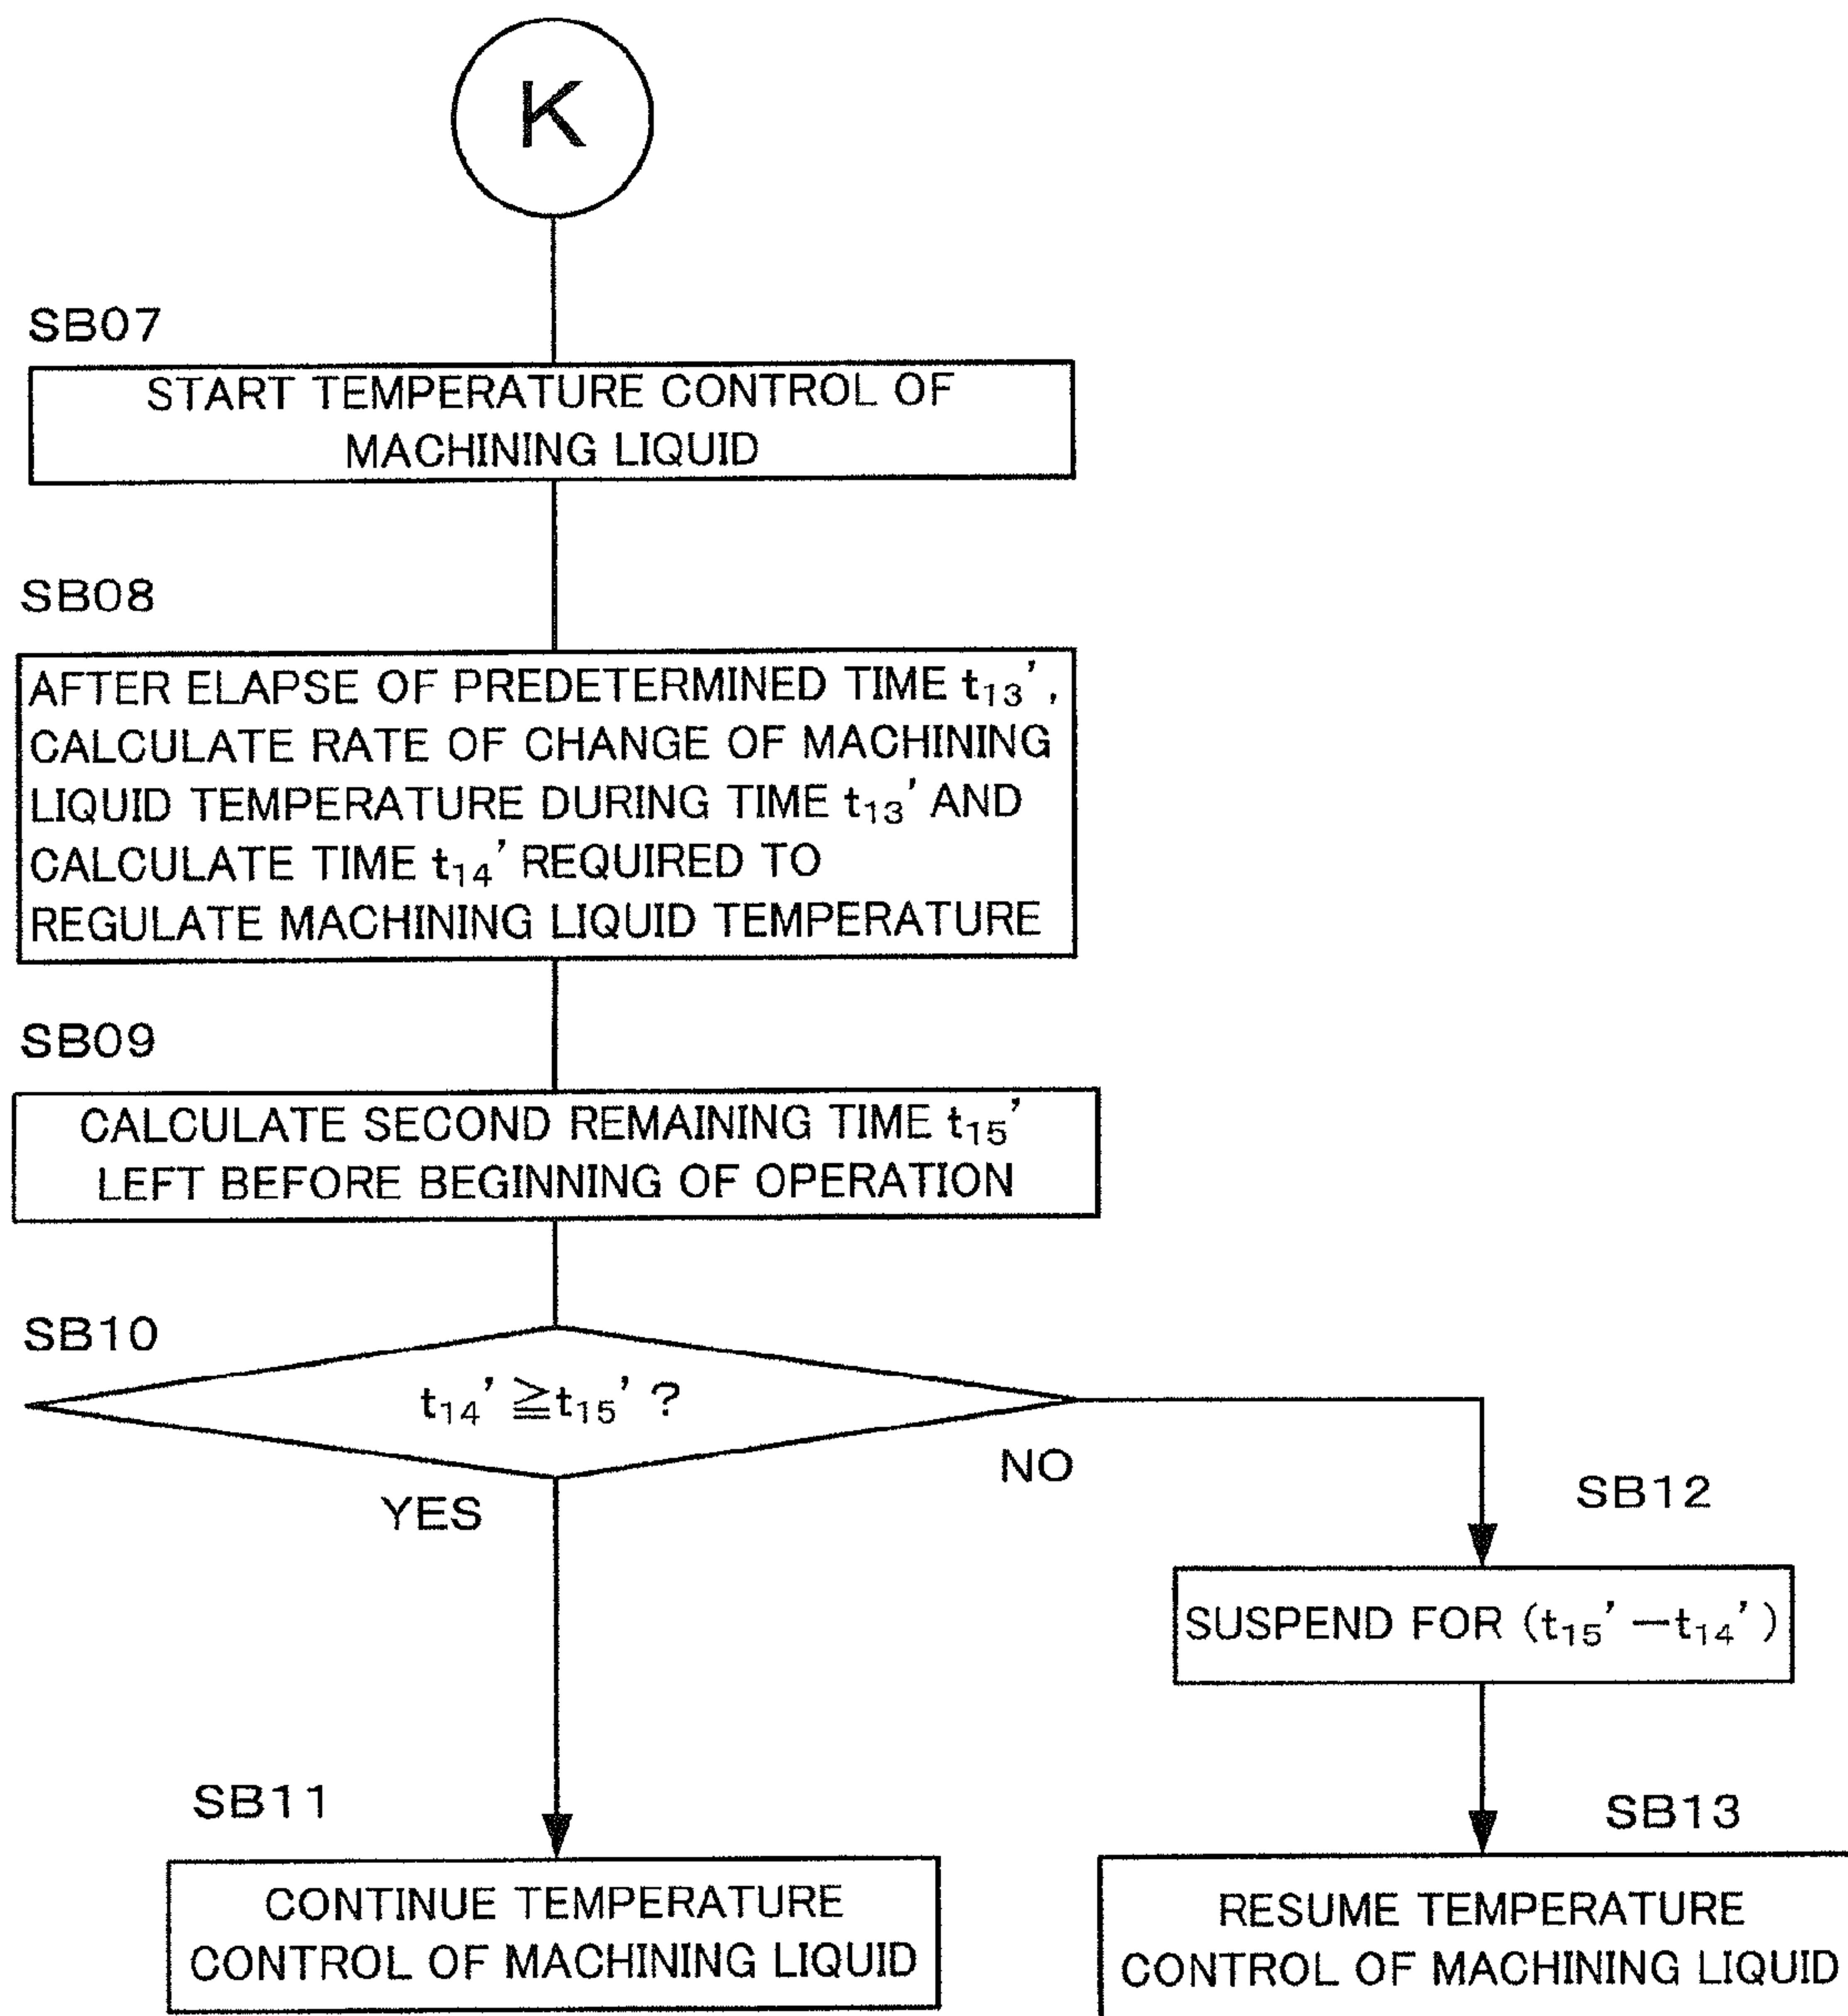 K
SB07
START TEMPERATURE CONTROL OF
MACHINING LIQUID
SB08
AFTER ELAPSE OF PREDETERMINED TIME t₁₃',
CALCULATE RATE OF CHANGE OF MACHINING
LIQUID TEMPERATURE DURING TIME t₁₃' AND
CALCULATE TIME t₁₄' REQUIRED TO
REGULATE MACHINING LIQUID TEMPERATURE
SB09
CALCULATE SECOND REMAINING TIME t₁₅'
LEFT BEFORE BEGINNING OF OPERATION
SB10
t₁₄' ≧ t₁₅' ?
NO
YES
SB12
SUSPEND FOR (t₁₅' − t₁₄')
SB11
CONTINUE TEMPERATURE
CONTROL OF MACHINING LIQUID
SB13
RESUME TEMPERATURE
CONTROL OF MACHINING LIQUID